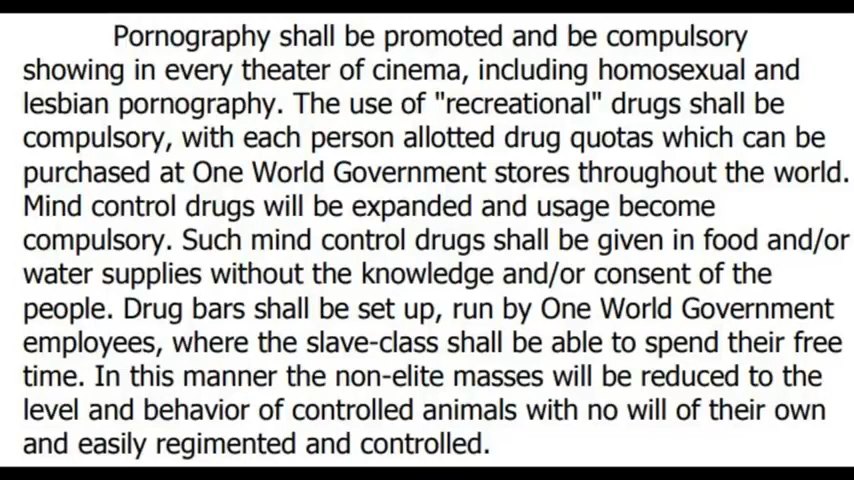 Pornography shall be promoted and be compulsory
showing in every theater of cinema, including homosexual and
lesbian pornography. The use of "recreational" drugs shall be
compulsory, with each person allotted drug quotas which can be
purchased at One World Government stores throughout the world.
Mind control drugs will be expanded and usage become
compulsory. Such mind control drugs shall be given in food and/or
water supplies without the knowledge and/or consent of the
people. Drug bars shall be set up, run by One World Government
employees, where the slave-class shall be able to spend their free
time. In this manner the non-elite masses will be reduced to the
level and behavior of controlled animals with no will of their own
and easily regimented and controlled.